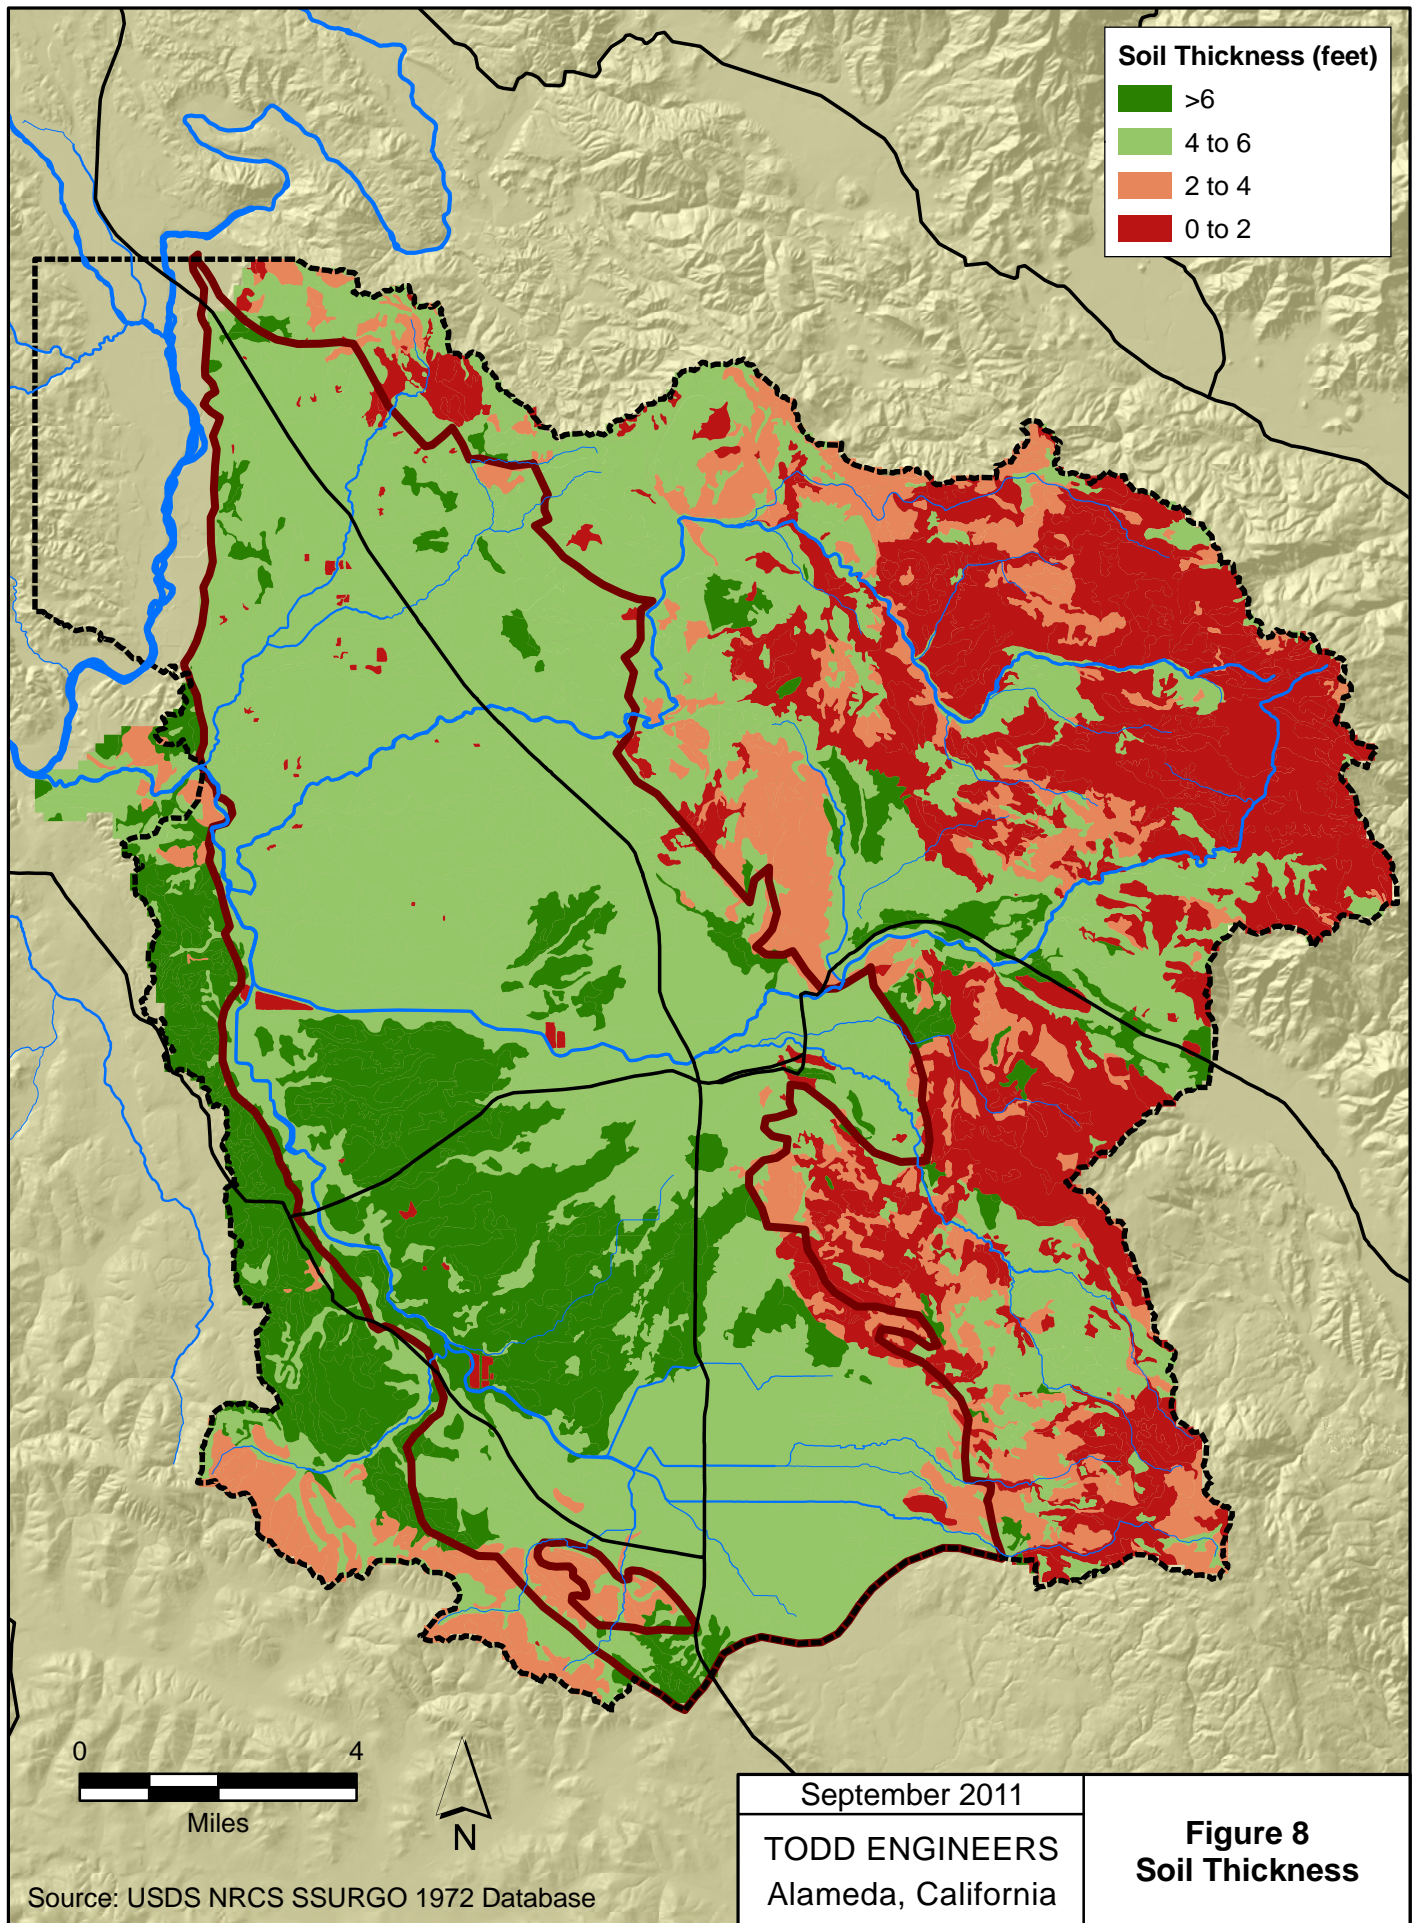 Soil Thickness (feet)
>6
4 to 6
2 to 4
0 to 2
0 4
Miles
N
Source: USDS NRCS SSURGO 1972 Database
September 2011
TODD ENGINEERS
Alameda, California
Figure 8
Soil Thickness